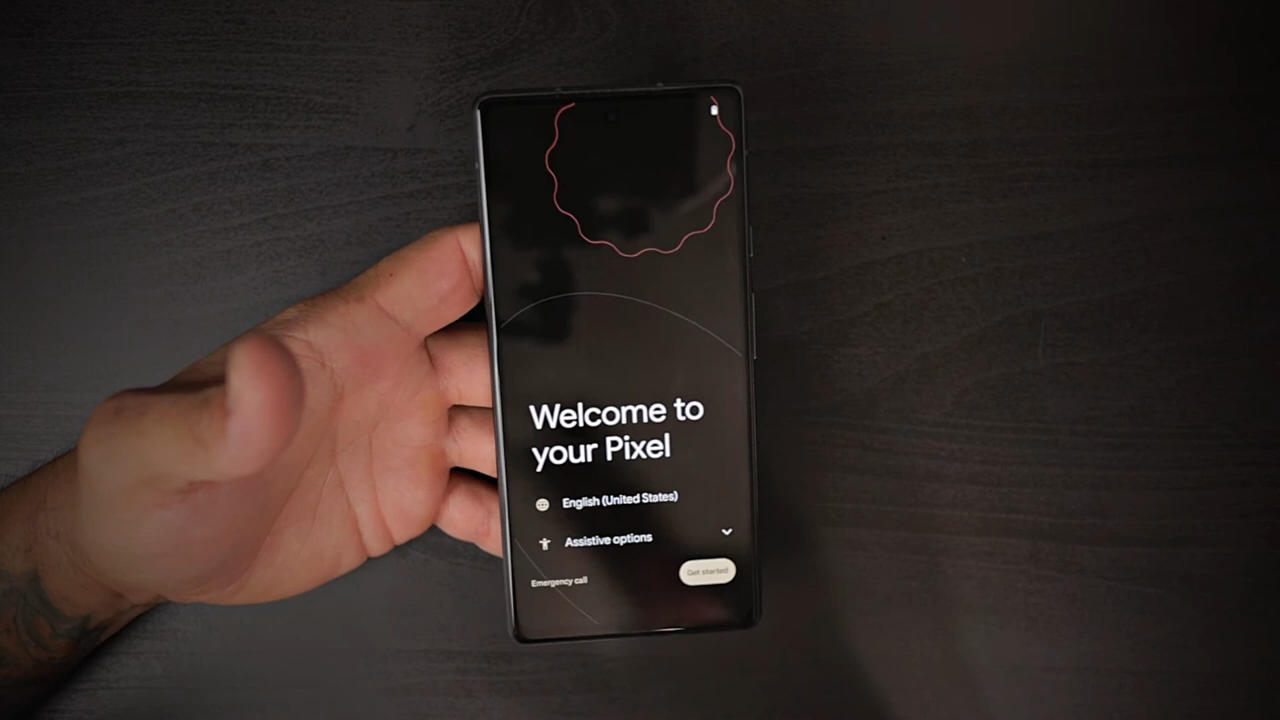 Welcome to
your Pixel
English (United States)
Assistive options
Emergency call
Get started